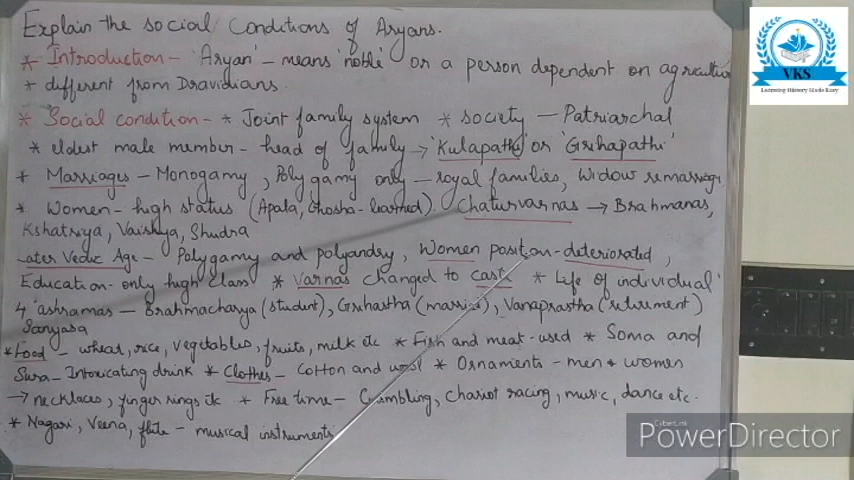 Explain the social Conditions of Aryans.
* Introduction - 'Aryan' - means 'noble' or a person dependent on agricultur
* different from Dravidians.
* Social condition - * Joint family system * society - Patriarchal
* eldest male member - head of family → 'Kulapathi' or 'Grihapathi'
* Marriages - Monogamy, Polygamy only - royal families, Widow remarriag
* Women - high status (Apala, Ghosha - learned). Chaturvarnas → Brahmanas,
Kshatriya, Vaishya, Shudra
ater Vedic Age - Polygamy and polyandry, Women position - deteriorated,
Education - only high class * Varnas changed to cast * Life of individual
4 'ashramas - Brahmacharya (student), Grihastha (married), Vanaprastha (retirement)
Sanyasa
* Food - wheat, rice, vegetables, fruits, milk etc * Fish and meat - used * Soma and
Sura - Intoxicating drink * Clothes - Cotton and wool * Ornaments - men & women
→ necklaces, finger rings etc * Free time - Gambling, Chariot racing, music, dance etc.
* Nagari, Veena, flute - musical instruments
VKS
Learning History Made Easy
CyberLink
PowerDirector